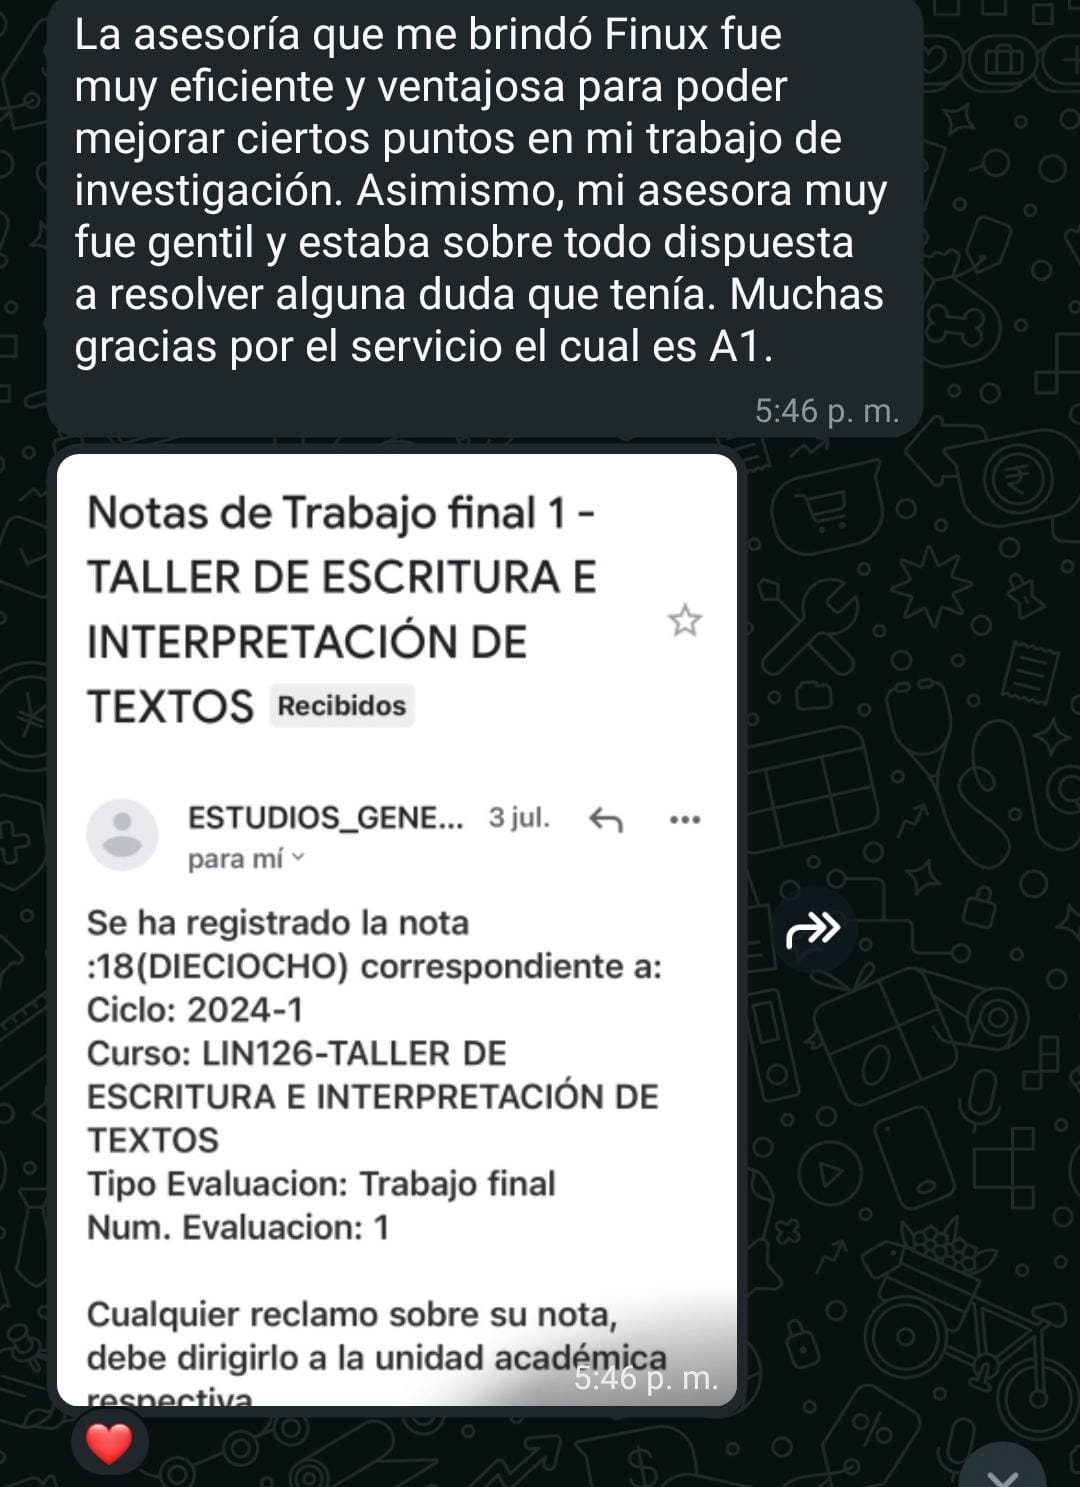 La asesoría que me brindó Finux fue
muy eficiente y ventajosa para poder
mejorar ciertos puntos en mi trabajo de
investigación. Asimismo, mi asesora muy
fue gentil y estaba sobre todo dispuesta
a resolver alguna duda que tenía. Muchas
gracias por el servicio el cual es A1.
5:46 p. m.
Notas de Trabajo final 1 -
TALLER DE ESCRITURA E
INTERPRETACIÓN DE
TEXTOS Recibidos
ESTUDIOS_GENE... 3 jul.
para mí
Se ha registrado la nota
:18(DIECIOCHO) correspondiente a:
Ciclo: 2024-1
Curso: LIN126-TALLER DE
ESCRITURA E INTERPRETACIÓN DE
TEXTOS
Tipo Evaluacion: Trabajo final
Num. Evaluacion: 1
Cualquier reclamo sobre su nota,
debe dirigirlo a la unidad académica
respectiva
5:46 p. m.